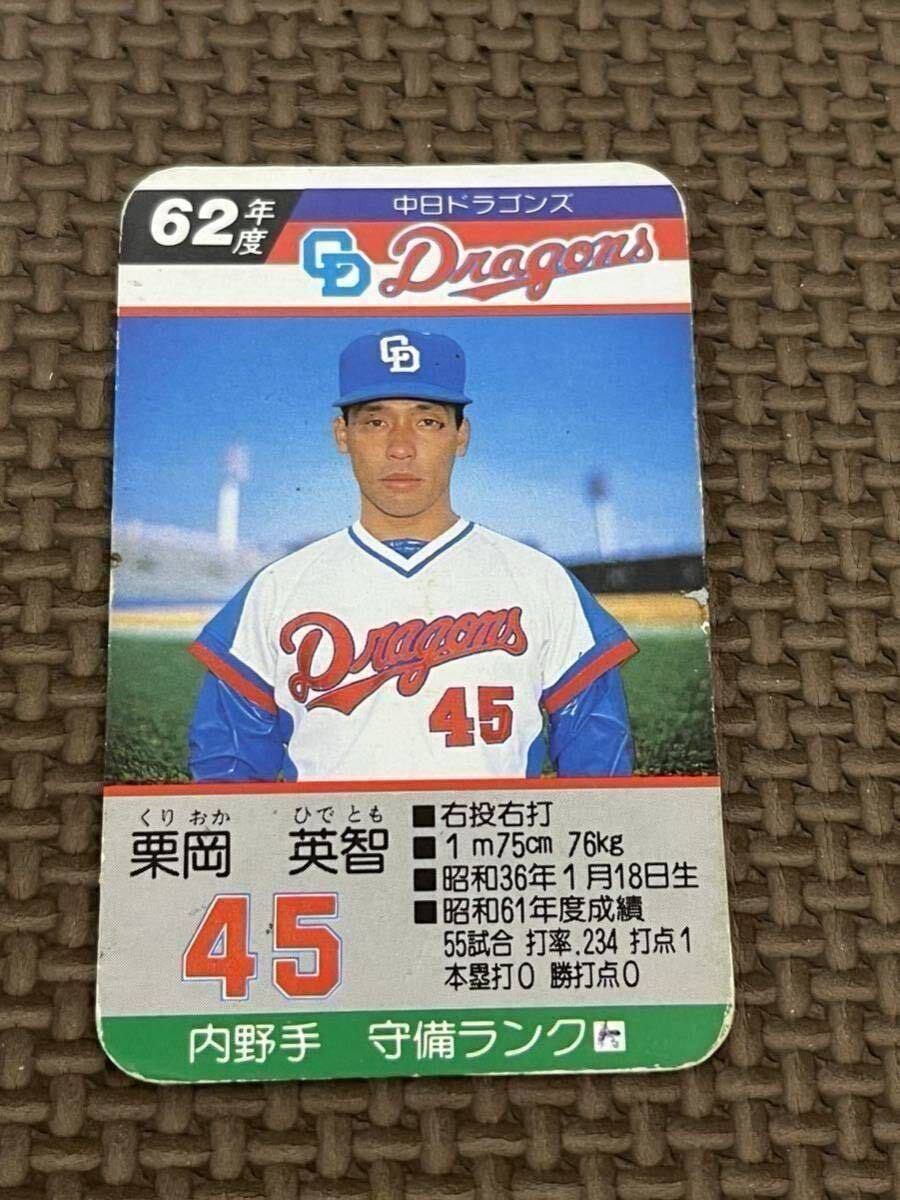 62年度
中日ドラゴンズ
CD Dragons
CD
Dragons
45
くり おか ひで とも
栗岡 英智
45
■右投右打
■1m75cm 76kg
■昭和36年1月18日生
■昭和61年度成績
55試合 打率.234 打点1
本塁打0 勝打点0
内野手 守備ランク